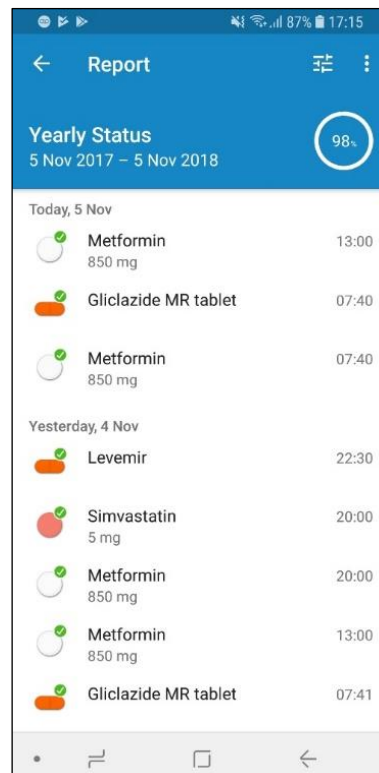 87% 17:15
Report
Yearly Status
5 Nov 2017 – 5 Nov 2018
98%
Today, 5 Nov
Metformin 13:00
850 mg
Gliclazide MR tablet 07:40
Metformin 07:40
850 mg
Yesterday, 4 Nov
Levemir 22:30
Simvastatin 20:00
5 mg
Metformin 20:00
850 mg
Metformin 13:00
850 mg
Gliclazide MR tablet 07:41